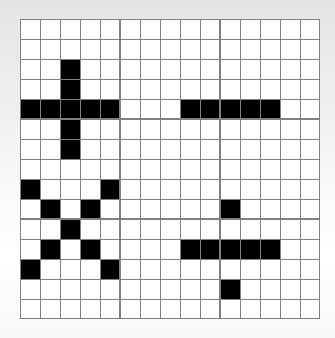 + −
× ÷